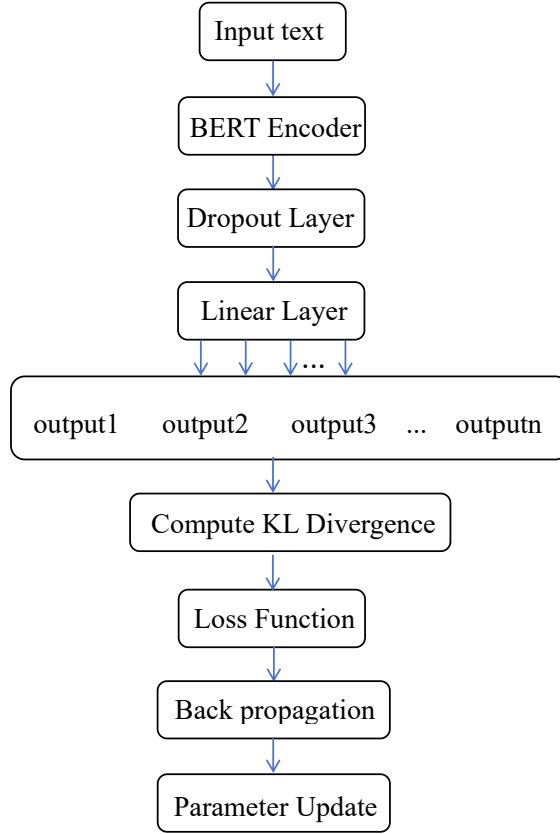 Input text
BERT Encoder
Dropout Layer
Linear Layer
...
output1 output2 output3 ... outputn
Compute KL Divergence
Loss Function
Back propagation
Parameter Update